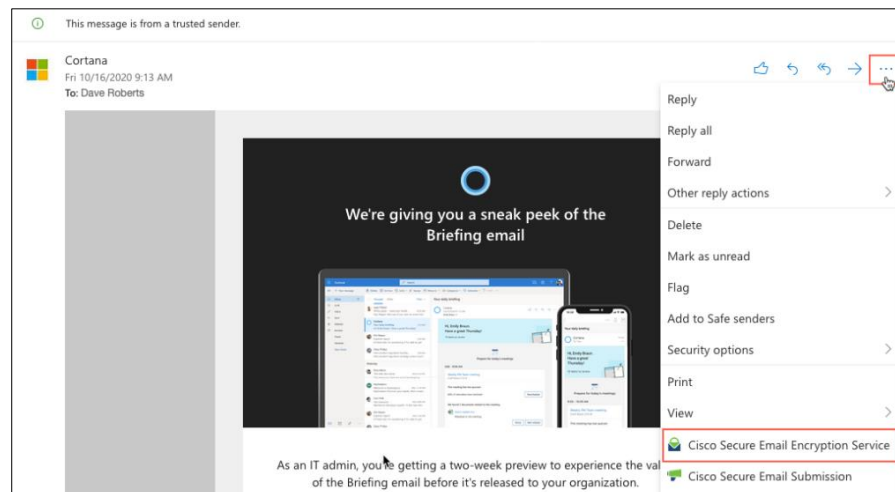 This message is from a trusted sender.
Cortana
Fri 10/16/2020 9:13 AM
To: Dave Roberts
We're giving you a sneak peek of the
Briefing email
As an IT admin, you're getting a two-week preview to experience the val
of the Briefing email before it's released to your organization.
Reply
Reply all
Forward
Other reply actions
Delete
Mark as unread
Flag
Add to Safe senders
Security options
Print
View
Cisco Secure Email Encryption Service
Cisco Secure Email Submission